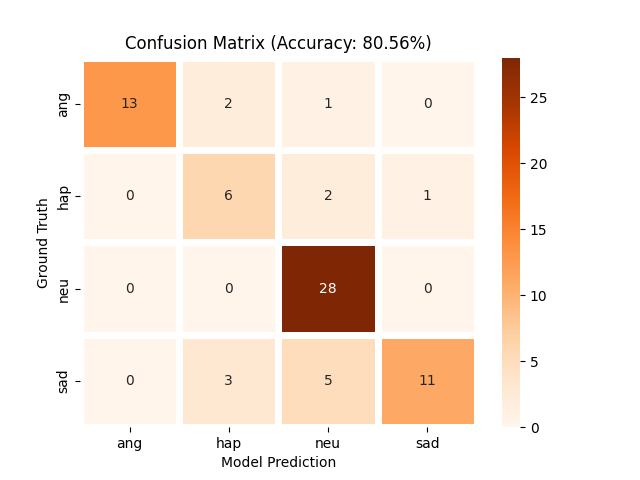 Confusion Matrix (Accuracy: 80.56%)
ang 13 2 1 0
hap 0 6 2 1
neu 0 0 28 0
sad 0 3 5 11
ang hap neu sad
Model Prediction
Ground Truth
25
20
15
10
5
0